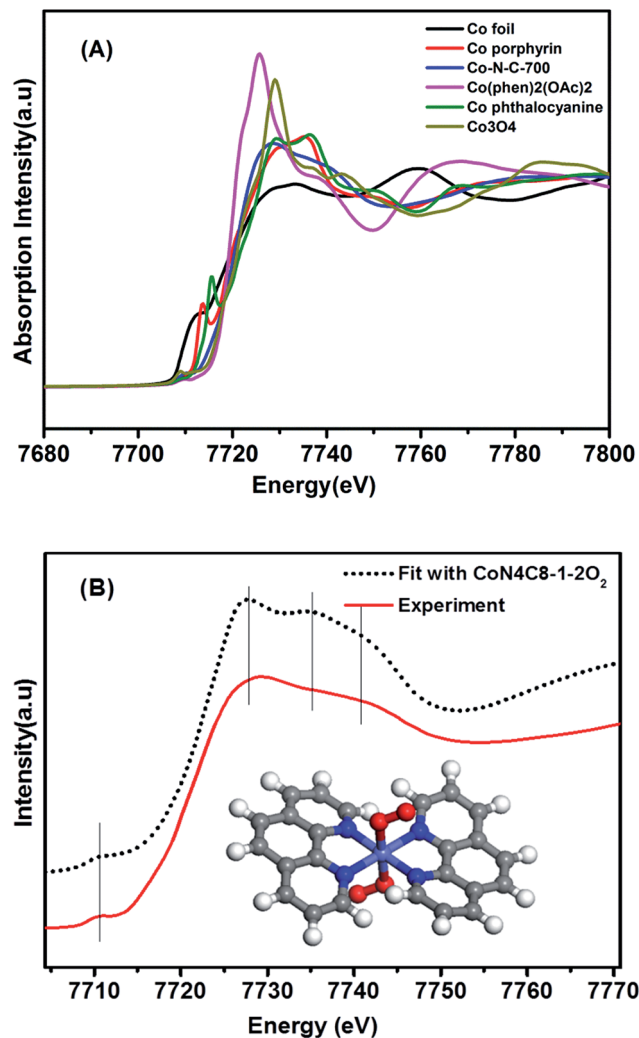 (A)
Co foil
Co porphyrin
Co-N-C-700
Co(phen)2(OAc)2
Co phthalocyanine
Co3O4
Absorption Intensity(a.u)
7680 7700 7720 7740 7760 7780 7800
Energy(eV)
(B)
Fit with CoN4C8-1-2O₂
Experiment
Intensity(a.u)
7710 7720 7730 7740 7750 7760 7770
Energy (eV)